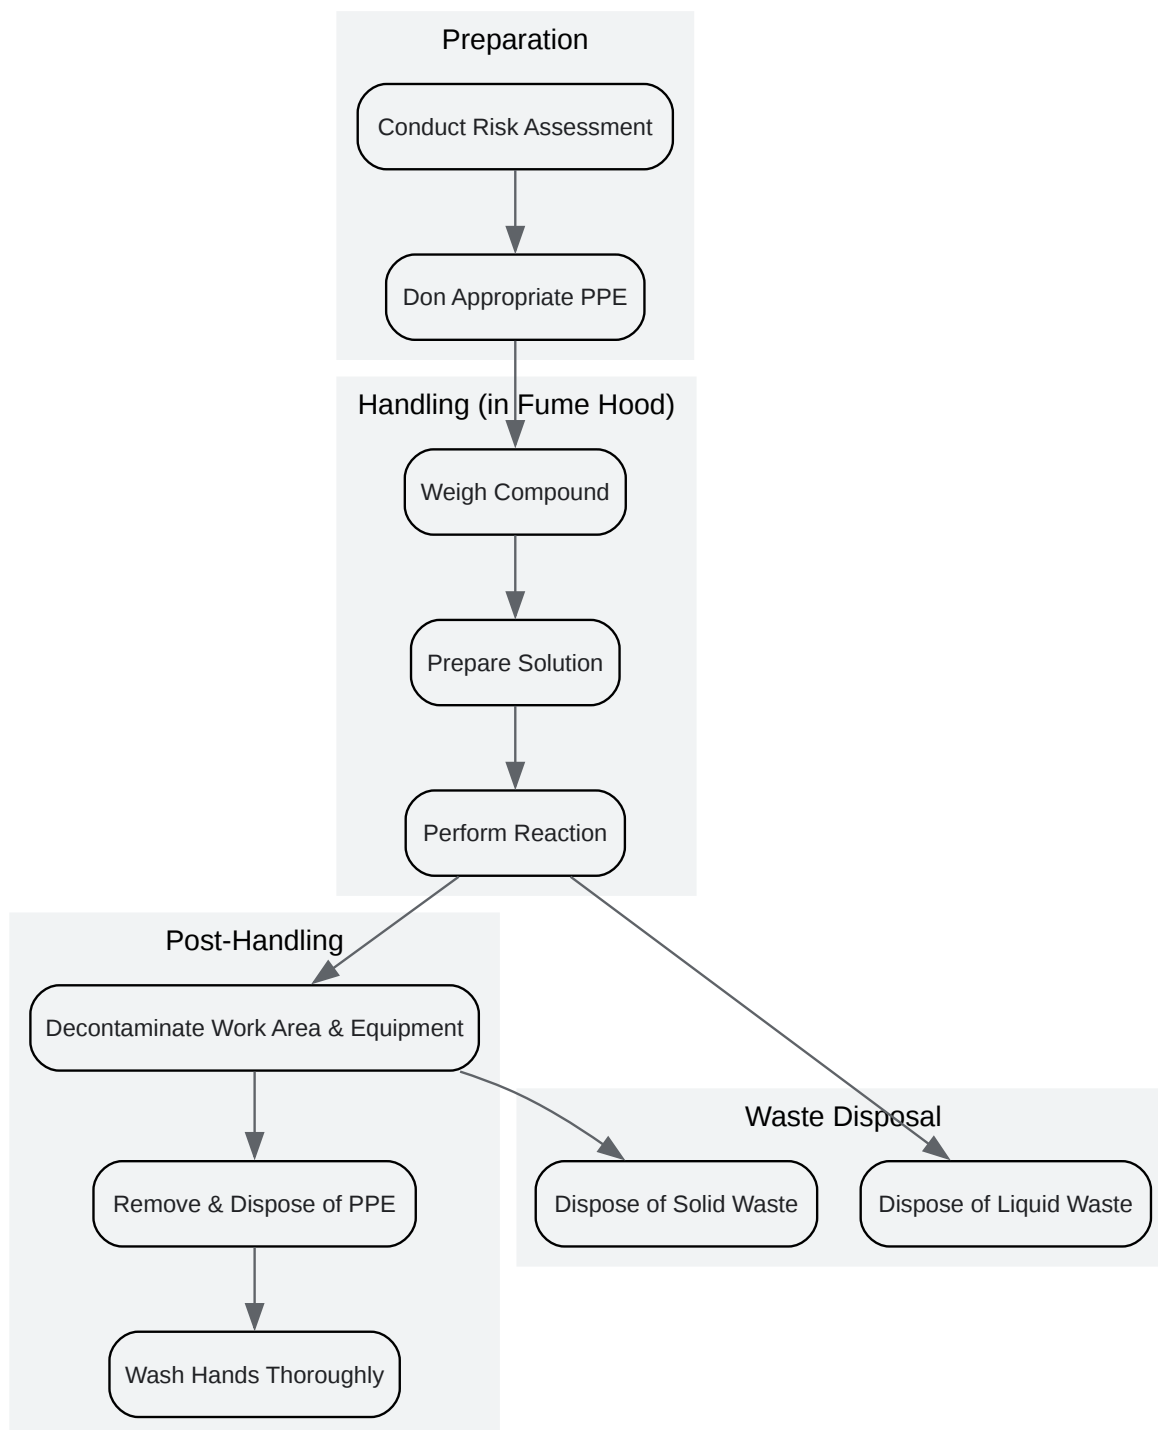 Preparation
Conduct Risk Assessment
Don Appropriate PPE
Handling (in Fume Hood)
Weigh Compound
Prepare Solution
Perform Reaction
Post-Handling
Decontaminate Work Area & Equipment
Waste Disposal
Remove & Dispose of PPE
Dispose of Solid Waste
Dispose of Liquid Waste
Wash Hands Thoroughly